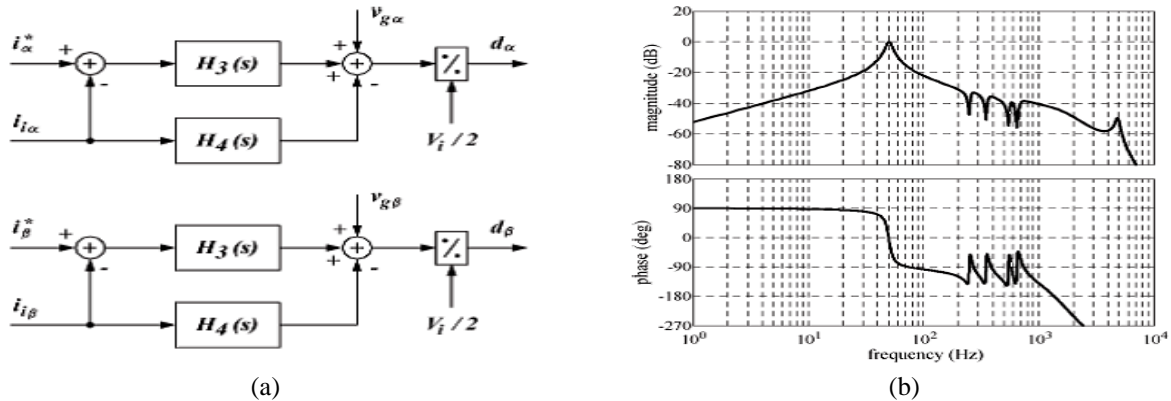 i*α
+
-
H3(s)
vgα
+
+
-
dα
iiα
H4(s)
Vi/2
i*β
+
-
H3(s)
vgβ
+
+
-
dβ
iiβ
H4(s)
Vi/2
(a)
magnitude (dB)
20
0
-20
-40
-60
-80
phase (deg)
180
90
0
-90
-180
-270
10^0
10^1
10^2
10^3
10^4
frequency (Hz)
(b)